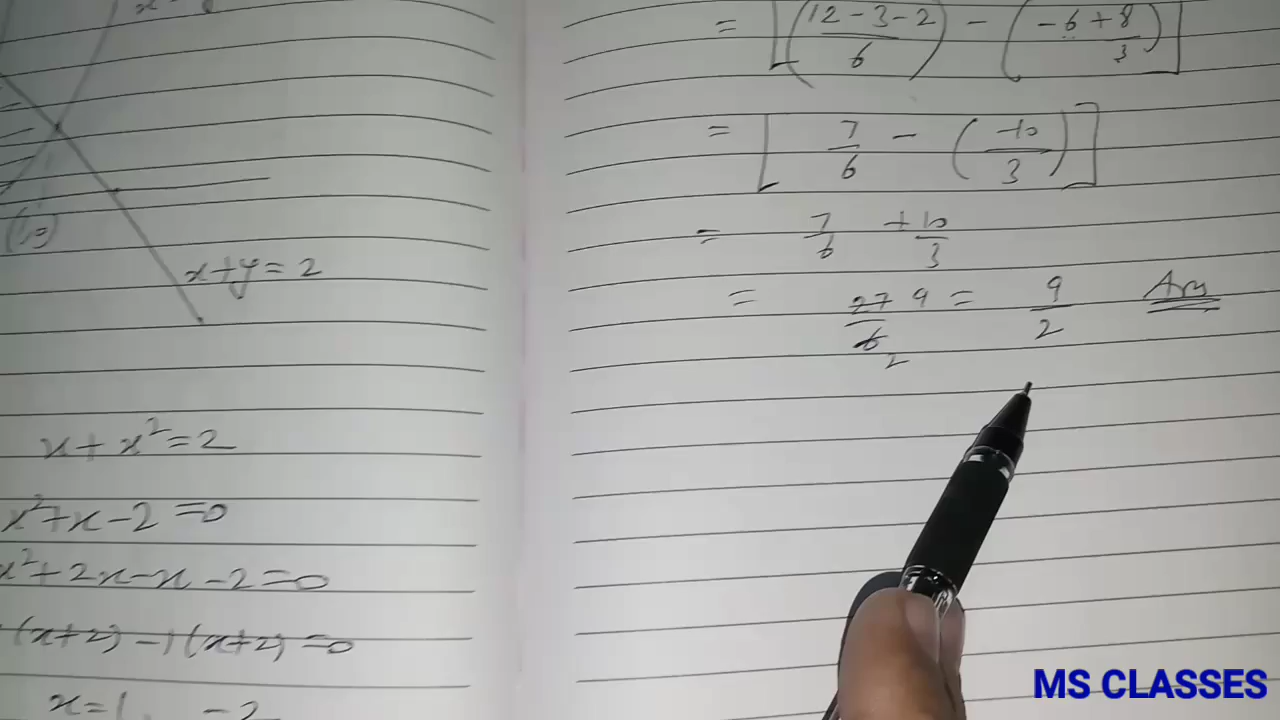 x+y=2
x+x²=2
x²+x-2=0
x²+2x-x-2=0
(x+2)-1(x+2)=0
x=1, -2
= [((12-3-2)/6) - ((-6+8)/3)]
= [7/6 - (-10/3)]
= 7/6 + 10/3
= 27/6 9 2 = 9/2 Ans
MS CLASSES